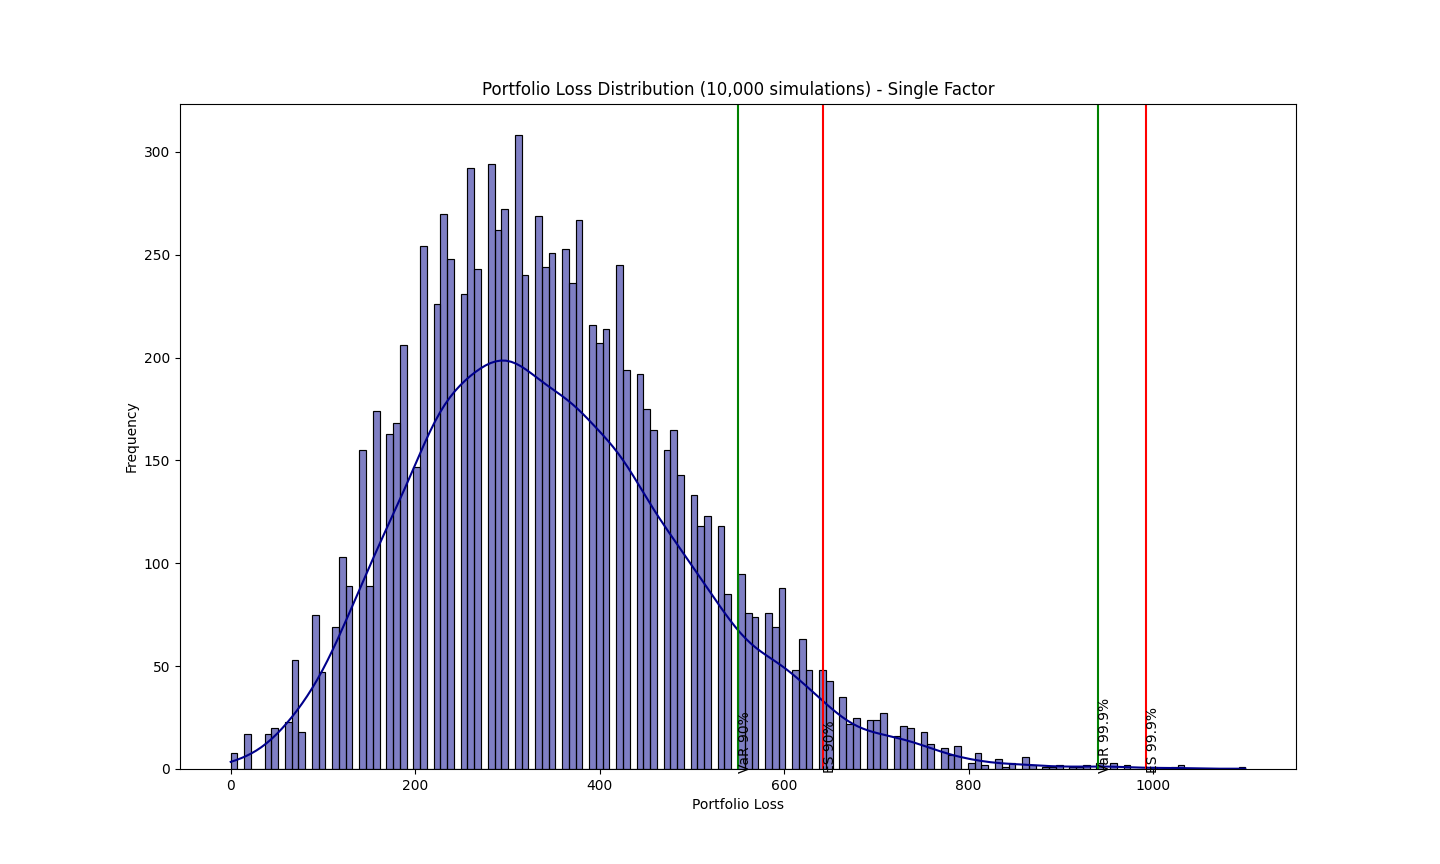 Portfolio Loss Distribution (10,000 simulations) - Single Factor
300
250
200
150
100
50
0
Frequency
VaR 90%
ES 90%
VaR 99.9%
ES 99.9%
0 200 400 600 800 1000
Portfolio Loss